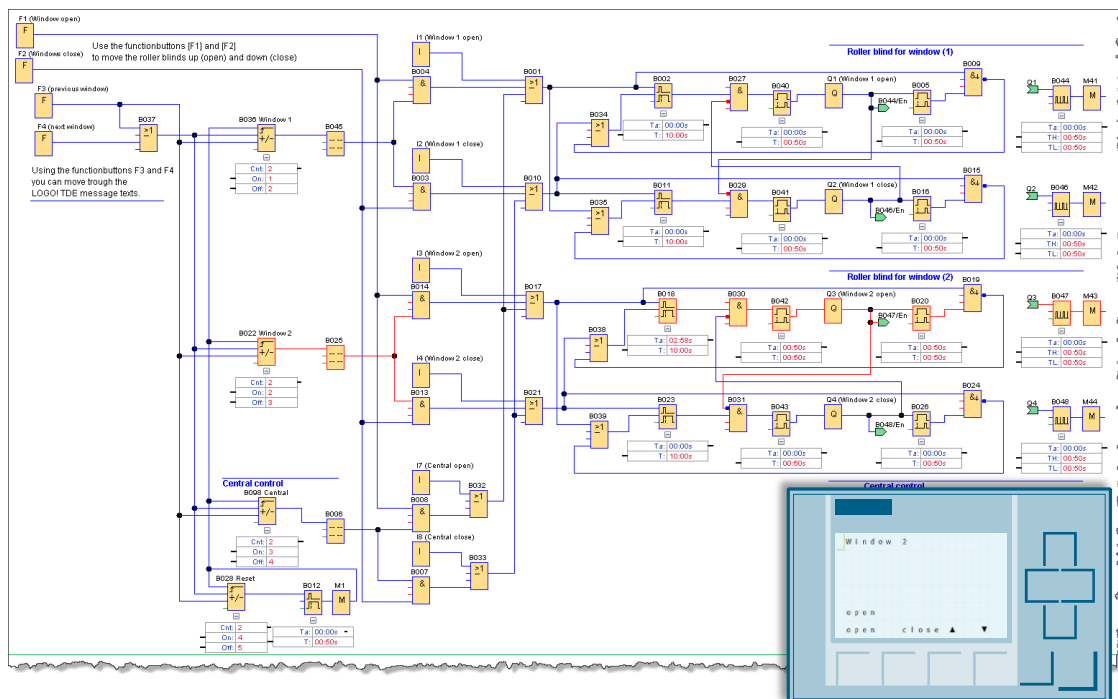 F1 (Window open)
F
F2 (Windows close)
F
Use the functionbuttons [F1] and [F2]
to move the roller blinds up (open) and down (close)
F3 (previous window)
F
F4 (next window)
F
B037
≥1
Using the functionbuttons F3 and F4
you can move trough the
LOGO! TDE message texts.
B036 Window 1
+/-
Cnt: 2
On: 1
Off: 2
B045
I1 (Window 1 open)
I
B004
&
I2 (Window 1 close)
I
B003
&
B001
≥1
B010
≥1
Roller blind for window (1)
B034
≥1
B002
Ta: 00:00s
T: 10:00s
B027
&
B040
Ta: 00:00s
T: 00:50s
Q1 (Window 1 open)
Q
B044/En
B005
Ta: 00:00s
T: 00:50s
B009
&↓
Q1
B044
M41
M
Ta: 00:00s
TH: 00:50s
TL: 00:50s
B035
≥1
B011
Ta: 00:00s
T: 10:00s
B029
&
B041
Ta: 00:00s
T: 00:50s
Q2 (Window 1 close)
Q
B046/En
B016
Ta: 00:00s
T: 00:50s
B015
&↓
Q2
B046
M42
M
Ta: 00:00s
TH: 00:50s
TL: 00:50s
B022 Window 2
+/-
Cnt: 2
On: 2
Off: 3
B025
I3 (Window 2 open)
I
B014
&
I4 (Window 2 close)
I
B013
&
B017
≥1
B021
≥1
Roller blind for window (2)
B038
≥1
B018
Ta: 02:58s
T: 10:00s
B030
&
B042
Ta: 00:50s
T: 00:50s
Q3 (Window 2 open)
Q
B047/En
B020
Ta: 00:50s
T: 00:50s
B019
&↓
Q3
B047
M43
M
Ta: 00:50s
TH: 00:50s
TL: 00:50s
B039
≥1
B023
Ta: 00:00s
T: 10:00s
B031
&
B043
Ta: 00:00s
T: 00:50s
Q4 (Window 2 close)
Q
B048/En
B026
Ta: 00:00s
T: 00:50s
B024
&↓
Q4
B048
M44
M
Ta: 00:00s
TH: 00:50s
TL: 00:50s
Central control
B098 Central
+/-
Cnt: 2
On: 3
Off: 4
B006
I7 (Central open)
I
B008
&
I8 (Central close)
I
B007
&
B032
≥1
B033
≥1
B028 Reset
+/-
Cnt: 2
On: 4
Off: 5
B012
Ta: 00:00s
T: 00:50s
M1
M
Central control
Window 2
open
open close ▲ ▼